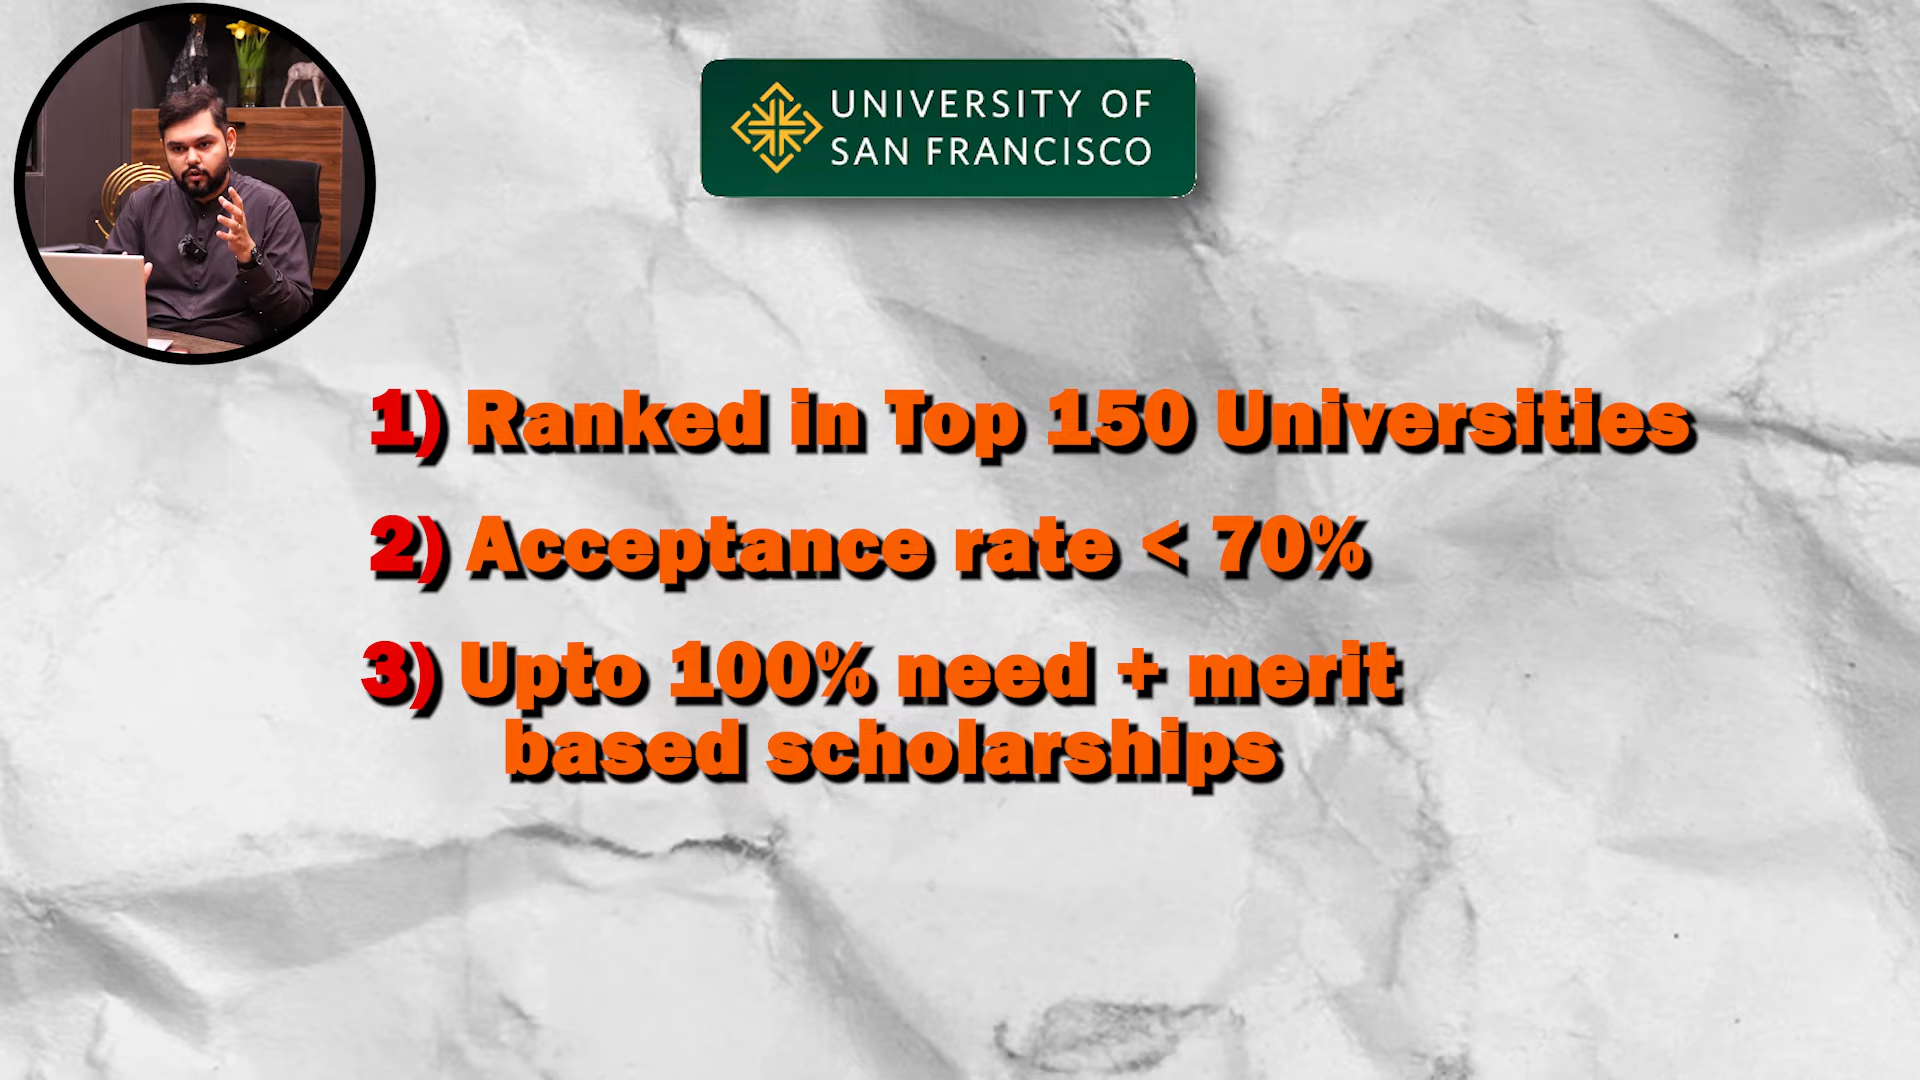 UNIVERSITY OF
SAN FRANCISCO
1) Ranked in Top 150 Universities
2) Acceptance rate < 70%
3) Upto 100% need + merit
based scholarships